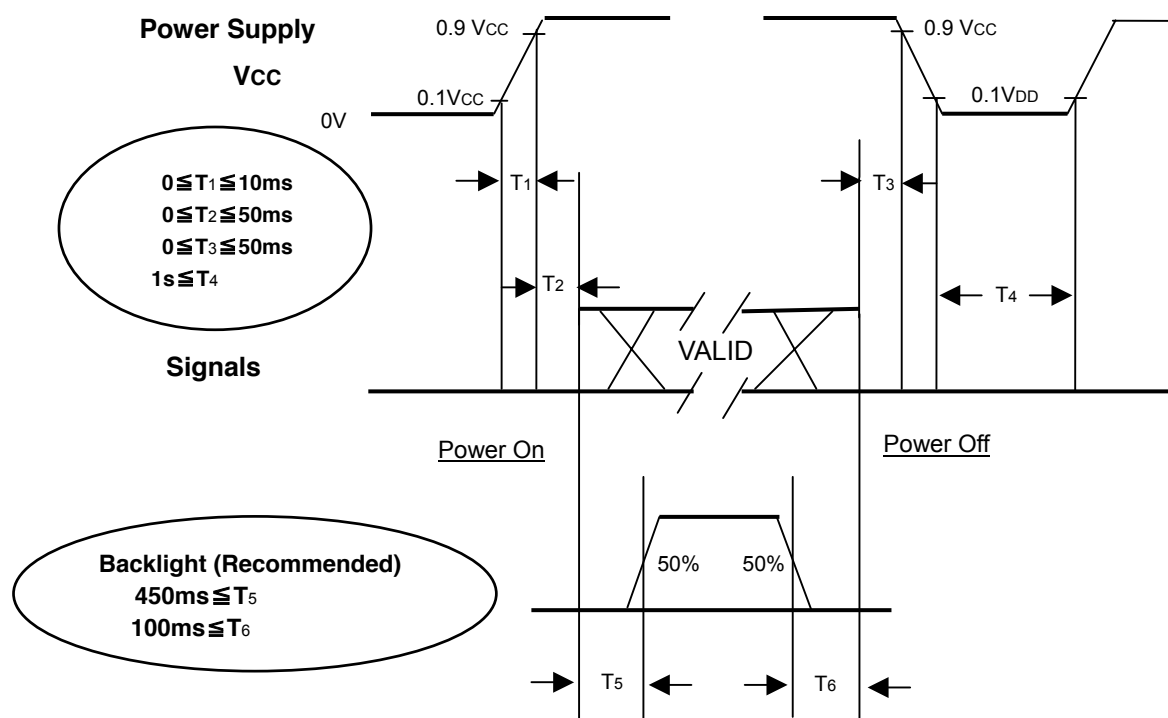 Power Supply
VCC
0.9 VCC
0.9 VCC
0.1VCC
0.1VDD
0V
0≦T1≦10ms
0≦T2≦50ms
0≦T3≦50ms
1s≦T4
T1
T3
T2
T4
VALID
Signals
Power On
Power Off
Backlight (Recommended)
450ms≦T5
100ms≦T6
50%
50%
T5
T6